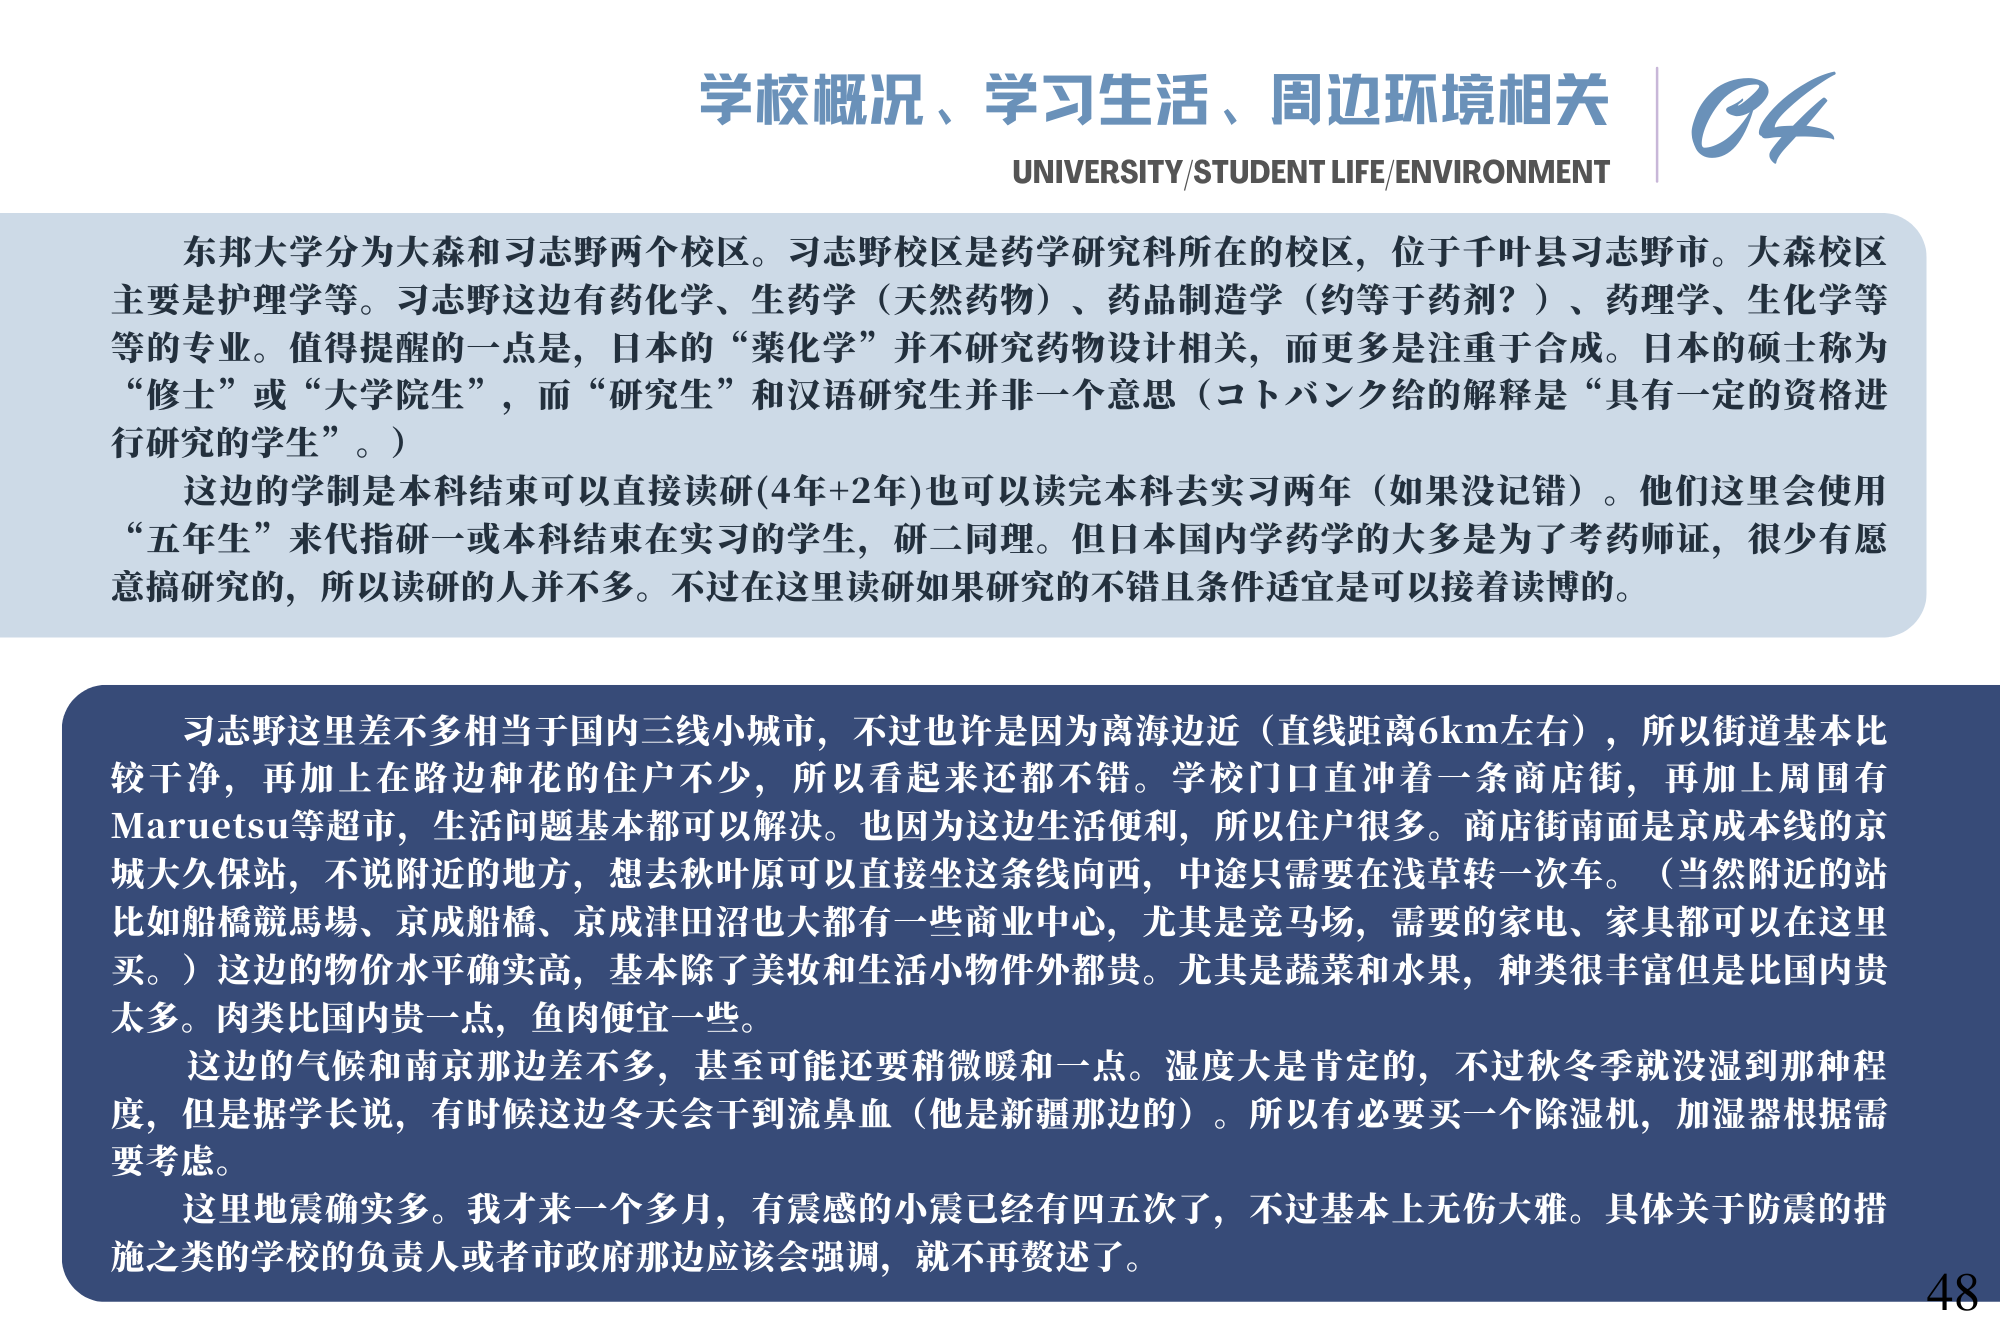 学校概况、学习生活、周边环境相关
04
UNIVERSITY/STUDENT LIFE/ENVIRONMENT
东邦大学分为大森和习志野两个校区。习志野校区是药学研究科所在的校区，位于千叶县习志野市。大森校区
主要是护理学等。习志野这边有药化学、生药学（天然药物）、药品制造学（约等于药剂？）、药理学、生化学等
等的专业。值得提醒的一点是，日本的“薬化学”并不研究药物设计相关，而更多是注重于合成。日本的硕士称为
“修士”或“大学院生”，而“研究生”和汉语研究生并非一个意思（コトバンク给的解释是“具有一定的资格进
行研究的学生”。）
这边的学制是本科结束可以直接读研(4年+2年)也可以读完本科去实习两年（如果没记错）。他们这里会使用
“五年生”来代指研一或本科结束在实习的学生，研二同理。但日本国内学药学的大多是为了考药师证，很少有愿
意搞研究的，所以读研的人并不多。不过在这里读研如果研究的不错且条件适宜是可以接着读博的。
习志野这里差不多相当于国内三线小城市，不过也许是因为离海边近（直线距离6km左右），所以街道基本比
较干净，再加上在路边种花的住户不少，所以看起来还都不错。学校门口直冲着一条商店街，再加上周围有
Maruetsu等超市，生活问题基本都可以解决。也因为这边生活便利，所以住户很多。商店街南面是京成本线的京
城大久保站，不说附近的地方，想去秋叶原可以直接坐这条线向西，中途只需要在浅草转一次车。（当然附近的站
比如船橋競馬場、京成船橋、京成津田沼也大都有一些商业中心，尤其是竞马场，需要的家电、家具都可以在这里
买。）这边的物价水平确实高，基本除了美妆和生活小物件外都贵。尤其是蔬菜和水果，种类很丰富但是比国内贵
太多。肉类比国内贵一点，鱼肉便宜一些。
这边的气候和南京那边差不多，甚至可能还要稍微暖和一点。湿度大是肯定的，不过秋冬季就没湿到那种程
度，但是据学长说，有时候这边冬天会干到流鼻血（他是新疆那边的）。所以有必要买一个除湿机，加湿器根据需
要考虑。
这里地震确实多。我才来一个多月，有震感的小震已经有四五次了，不过基本上无伤大雅。具体关于防震的措
施之类的学校的负责人或者市政府那边应该会强调，就不再赘述了。
48